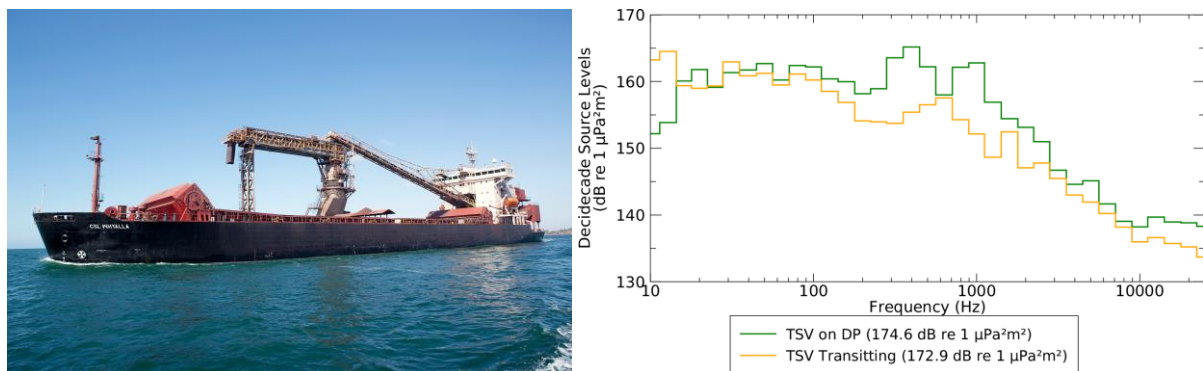 CSL WHYALLA
170
160
150
140
130
Decidecade Source Levels
(dB re 1 µPa²m²)
10
100
1000
10000
Frequency (Hz)
TSV on DP (174.6 dB re 1 µPa²m²)
TSV Transitting (172.9 dB re 1 µPa²m²)